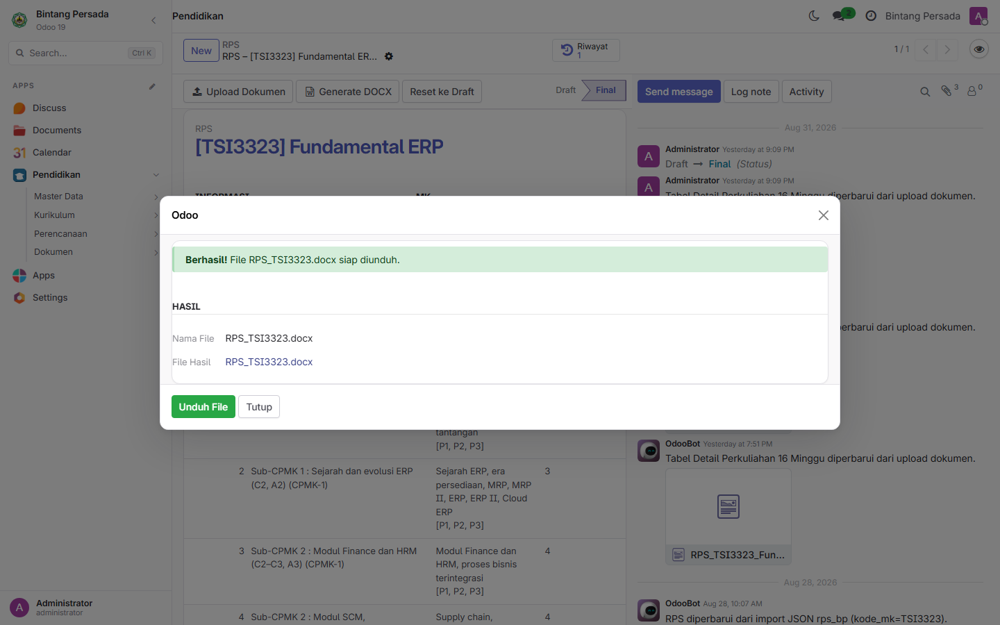 Bintang Persada
Odoo 19
Search...
Ctrl K
APPS
Discuss
Documents
Calendar
Pendidikan
Master Data
Kurikulum
Perencanaan
Dokumen
Apps
Settings
Administrator
administrator
Pendidikan
2
Bintang Persada
A
New
RPS
RPS – [TSI3323] Fundamental ER...
Riwayat
1
1 / 1
Upload Dokumen
Generate DOCX
Reset ke Draft
Draft
Final
Send message
Log note
Activity
3
0
RPS
[TSI3323] Fundamental ERP
INFORMASI
MK
Aug 31, 2026
A
Administrator Yesterday at 9:09 PM
Draft → Final (Status)
A
Administrator Yesterday at 9:09 PM
Tabel Detail Perkuliahan 16 Minggu diperbarui dari upload dokumen.
Odoo
Berhasil! File RPS_TSI3323.docx siap diunduh.
HASIL
Nama File RPS_TSI3323.docx
File Hasil RPS_TSI3323.docx
Unduh File
Tutup
perbarui dari upload dokumen.
tantangan
[P1, P2, P3]
2
Sub-CPMK 1 : Sejarah dan evolusi ERP
(C2, A2) (CPMK-1)
Sejarah ERP, era
persediaan, MRP, MRP
II, ERP, ERP II, Cloud
ERP
[P1, P2, P3]
3
3
Sub-CPMK 2 : Modul Finance dan HRM
(C2–C3, A3) (CPMK-1)
Modul Finance dan
HRM, proses bisnis
terintegrasi
[P1, P2, P3]
4
4
Sub-CPMK 2 : Modul SCM,
Supply chain,
4
OdooBot Yesterday at 7:51 PM
Tabel Detail Perkuliahan 16 Minggu diperbarui dari upload dokumen.
RPS_TSI3323_Fun...
Aug 28, 2026
OdooBot Aug 28, 10:07 AM
RPS diperbarui dari import JSON rps_bp (kode_mk=TSI3323).
A